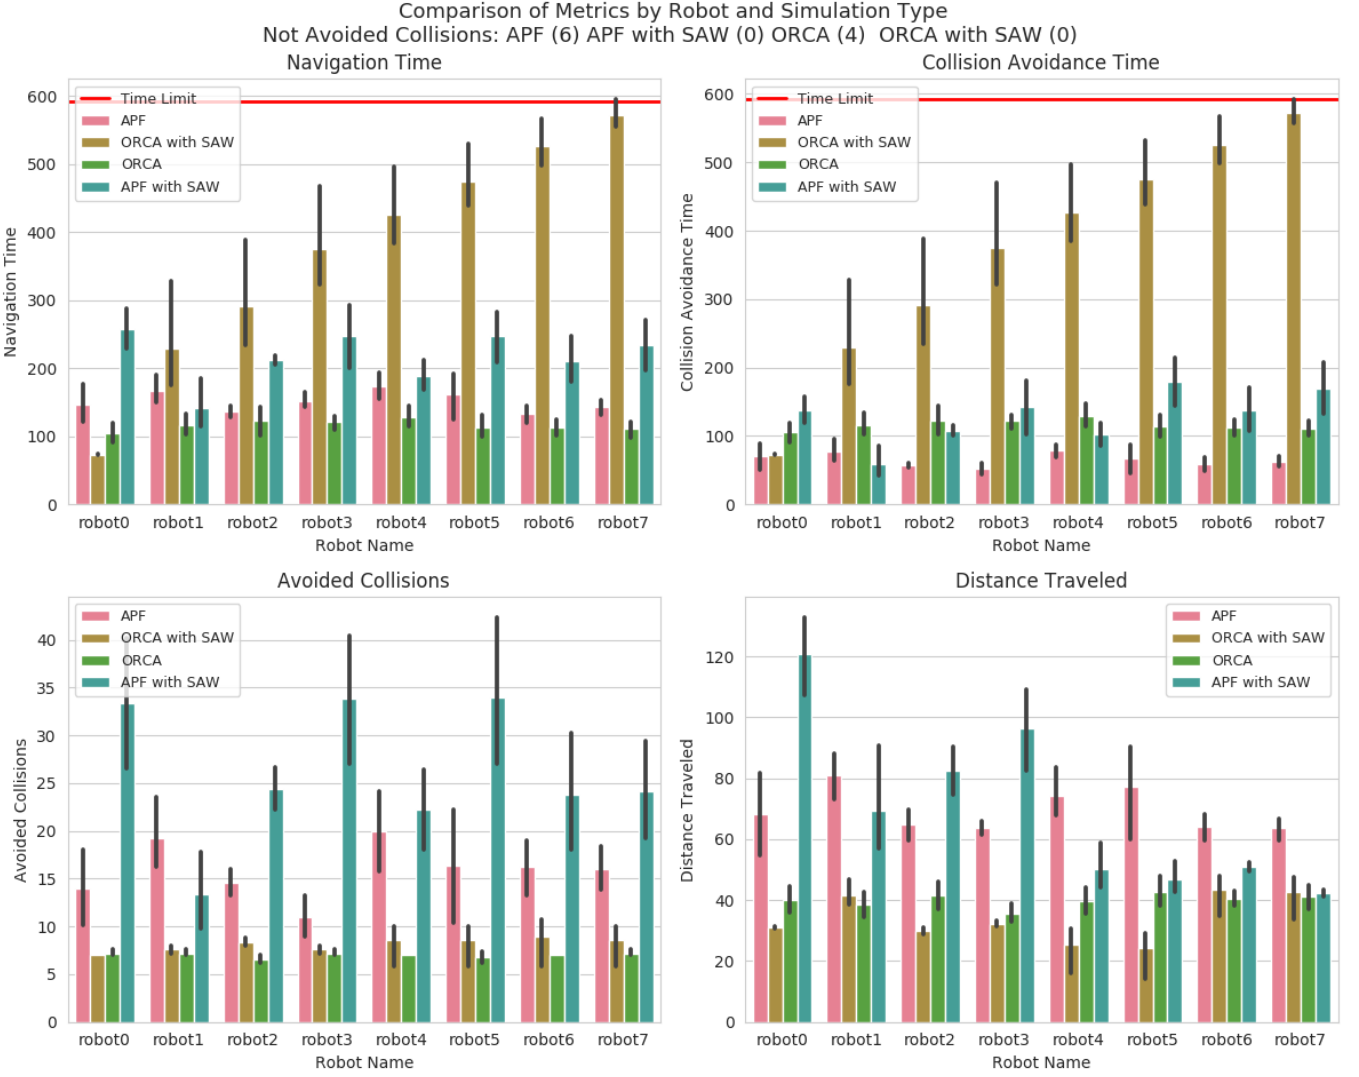 Comparison of Metrics by Robot and Simulation Type
Not Avoided Collisions: APF (6) APF with SAW (0) ORCA (4)  ORCA with SAW (0)
Navigation Time
Time Limit
APF
ORCA with SAW
ORCA
APF with SAW
Navigation Time
600
500
400
300
200
100
0
robot0 robot1 robot2 robot3 robot4 robot5 robot6 robot7
Robot Name
Collision Avoidance Time
Time Limit
APF
ORCA with SAW
ORCA
APF with SAW
Collision Avoidance Time
600
500
400
300
200
100
0
robot0 robot1 robot2 robot3 robot4 robot5 robot6 robot7
Robot Name
Avoided Collisions
APF
ORCA with SAW
ORCA
APF with SAW
Avoided Collisions
40
35
30
25
20
15
10
5
0
robot0 robot1 robot2 robot3 robot4 robot5 robot6 robot7
Robot Name
Distance Traveled
APF
ORCA with SAW
ORCA
APF with SAW
Distance Traveled
120
100
80
60
40
20
0
robot0 robot1 robot2 robot3 robot4 robot5 robot6 robot7
Robot Name